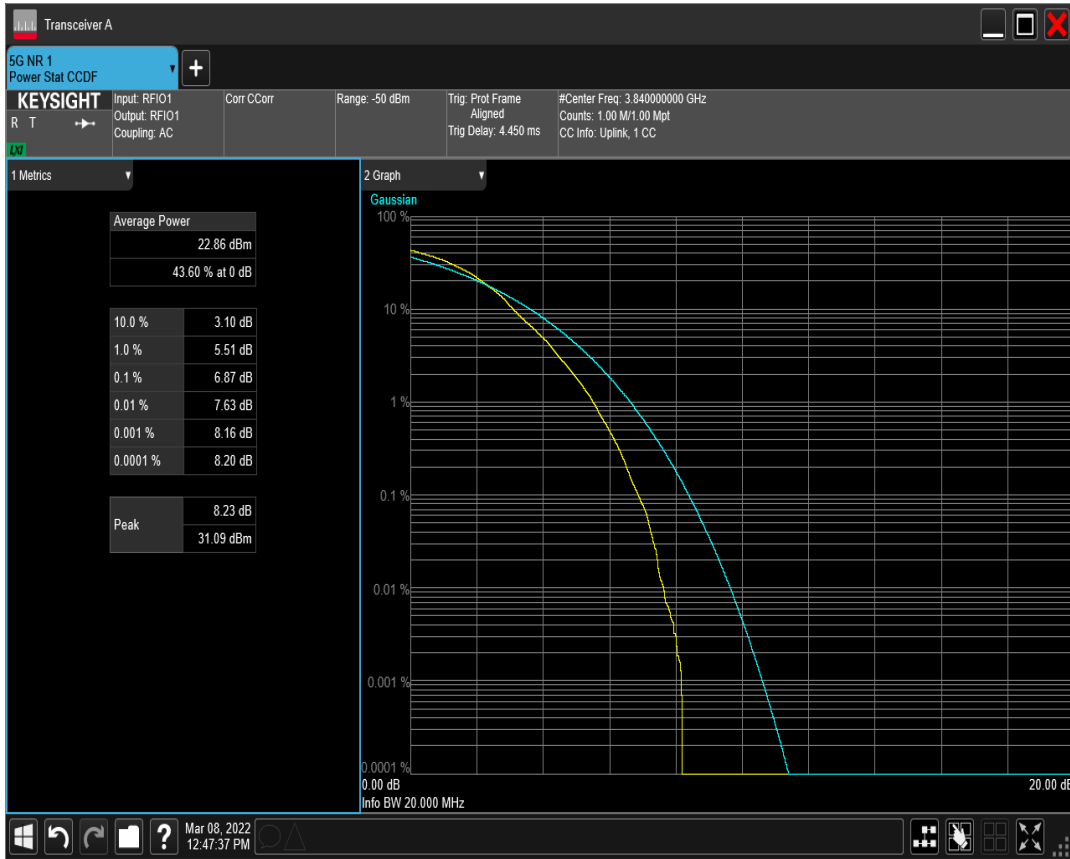 Transceiver A
5G NR 1
Power Stat CCDF
KEYSIGHT
R T
LXI
Input: RFIO1
Output: RFIO1
Coupling: AC
Corr CCorr
Range: -50 dBm
Trig: Prot Frame
Aligned
Trig Delay: 4.450 ms
#Center Freq: 3.840000000 GHz
Counts: 1.00 M/1.00 Mpt
CC Info: Uplink, 1 CC
1 Metrics
Average Power
22.86 dBm
43.60 % at 0 dB
10.0 % 3.10 dB
1.0 % 5.51 dB
0.1 % 6.87 dB
0.01 % 7.63 dB
0.001 % 8.16 dB
0.0001 % 8.20 dB
Peak
8.23 dB
31.09 dBm
2 Graph
Gaussian
100 %
10 %
1 %
0.1 %
0.01 %
0.001 %
0.0001 %
0.00 dB 20.00 dB
Info BW 20.000 MHz
?
Mar 08, 2022
12:47:37 PM